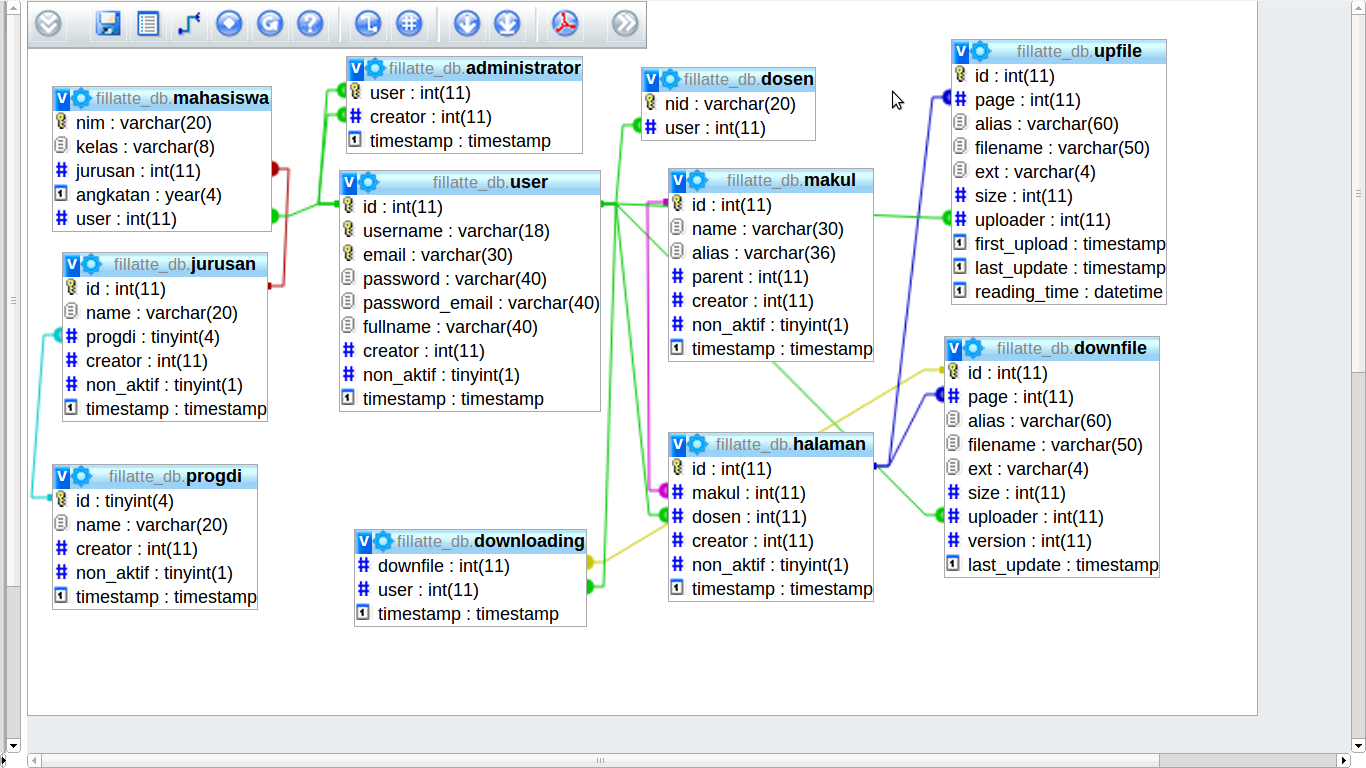 fillatte_db.mahasiswa
nim : varchar(20)
kelas : varchar(8)
jurusan : int(11)
angkatan : year(4)
user : int(11)
fillatte_db.jurusan
id : int(11)
name : varchar(20)
progdi : tinyint(4)
creator : int(11)
non_aktif : tinyint(1)
timestamp : timestamp
fillatte_db.progdi
id : tinyint(4)
name : varchar(20)
creator : int(11)
non_aktif : tinyint(1)
timestamp : timestamp
fillatte_db.administrator
user : int(11)
creator : int(11)
timestamp : timestamp
fillatte_db.user
id : int(11)
username : varchar(18)
email : varchar(30)
password : varchar(40)
password_email : varchar(40)
fullname : varchar(40)
creator : int(11)
non_aktif : tinyint(1)
timestamp : timestamp
fillatte_db.downloading
downfile : int(11)
user : int(11)
timestamp : timestamp
fillatte_db.dosen
nid : varchar(20)
user : int(11)
fillatte_db.makul
id : int(11)
name : varchar(30)
alias : varchar(36)
parent : int(11)
creator : int(11)
non_aktif : tinyint(1)
timestamp : timestamp
fillatte_db.halaman
id : int(11)
makul : int(11)
dosen : int(11)
creator : int(11)
non_aktif : tinyint(1)
timestamp : timestamp
fillatte_db.upfile
id : int(11)
page : int(11)
alias : varchar(60)
filename : varchar(50)
ext : varchar(4)
size : int(11)
uploader : int(11)
first_upload : timestamp
last_update : timestamp
reading_time : datetime
fillatte_db.downfile
id : int(11)
page : int(11)
alias : varchar(60)
filename : varchar(50)
ext : varchar(4)
size : int(11)
uploader : int(11)
version : int(11)
last_update : timestamp